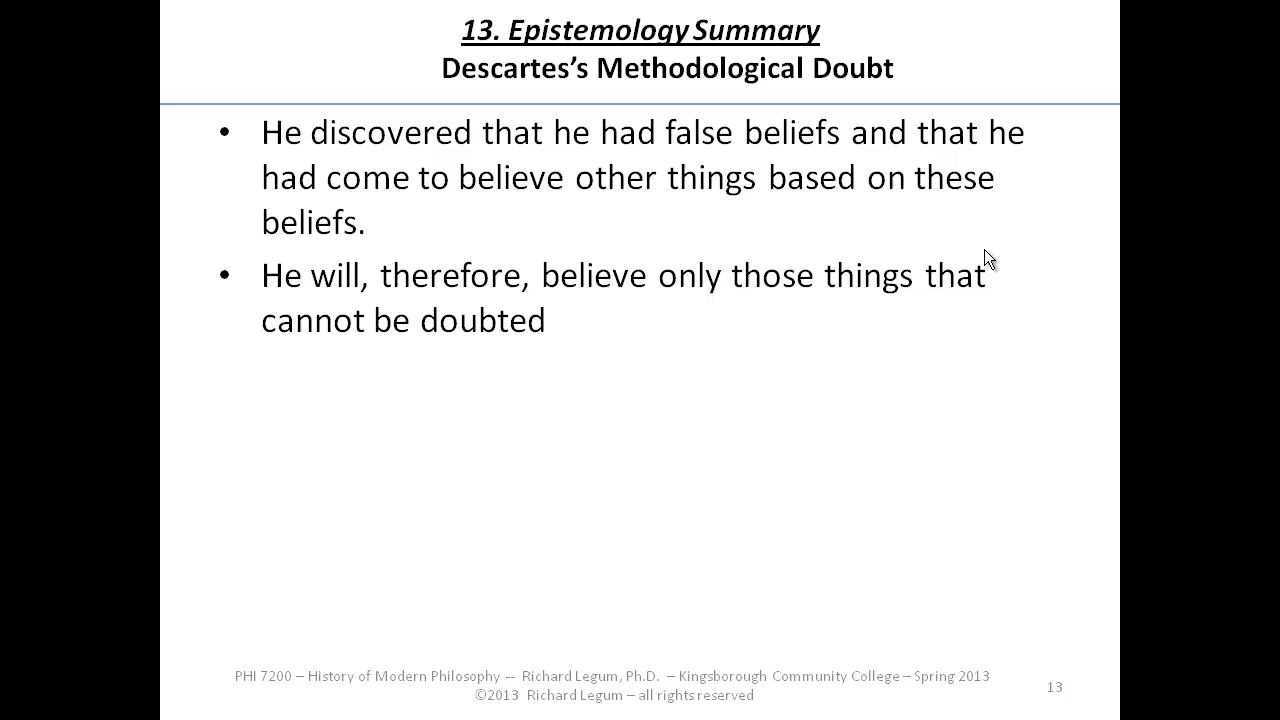 13. Epistemology Summary
Descartes’s Methodological Doubt
• He discovered that he had false beliefs and that he
had come to believe other things based on these
beliefs.
• He will, therefore, believe only those things that
cannot be doubted
PHI 7200 – History of Modern Philosophy -- Richard Legum, Ph.D. – Kingsborough Community College – Spring 2013
©2013 Richard Legum – all rights reserved
13